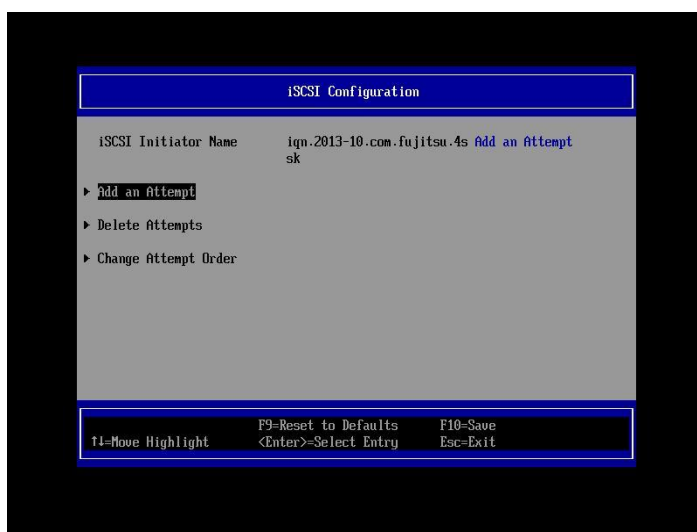 iSCSI Configuration
iSCSI Initiator Name iqn.2013-10.com.fujitsu.4s Add an Attempt
sk
▶ Add an Attempt
▶ Delete Attempts
▶ Change Attempt Order
F9=Reset to Defaults F10=Save
↑↓=Move Highlight <Enter>=Select Entry Esc=Exit